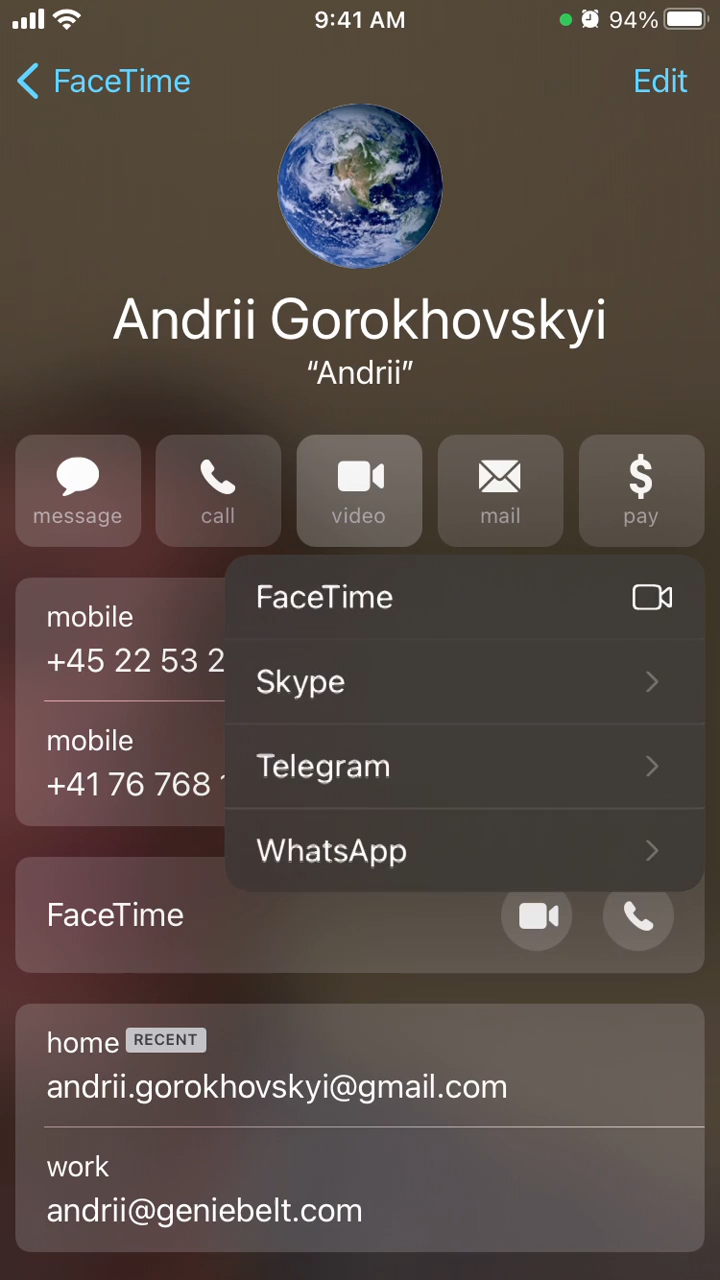 9:41 AM 94%
FaceTime Edit
Andrii Gorokhovskyi
“Andrii”
message call video mail pay
mobile
+45 22 53 2
mobile
+41 76 768
FaceTime
Skype
Telegram
WhatsApp
FaceTime
home RECENT
andrii.gorokhovskyi@gmail.com
work
andrii@geniebelt.com